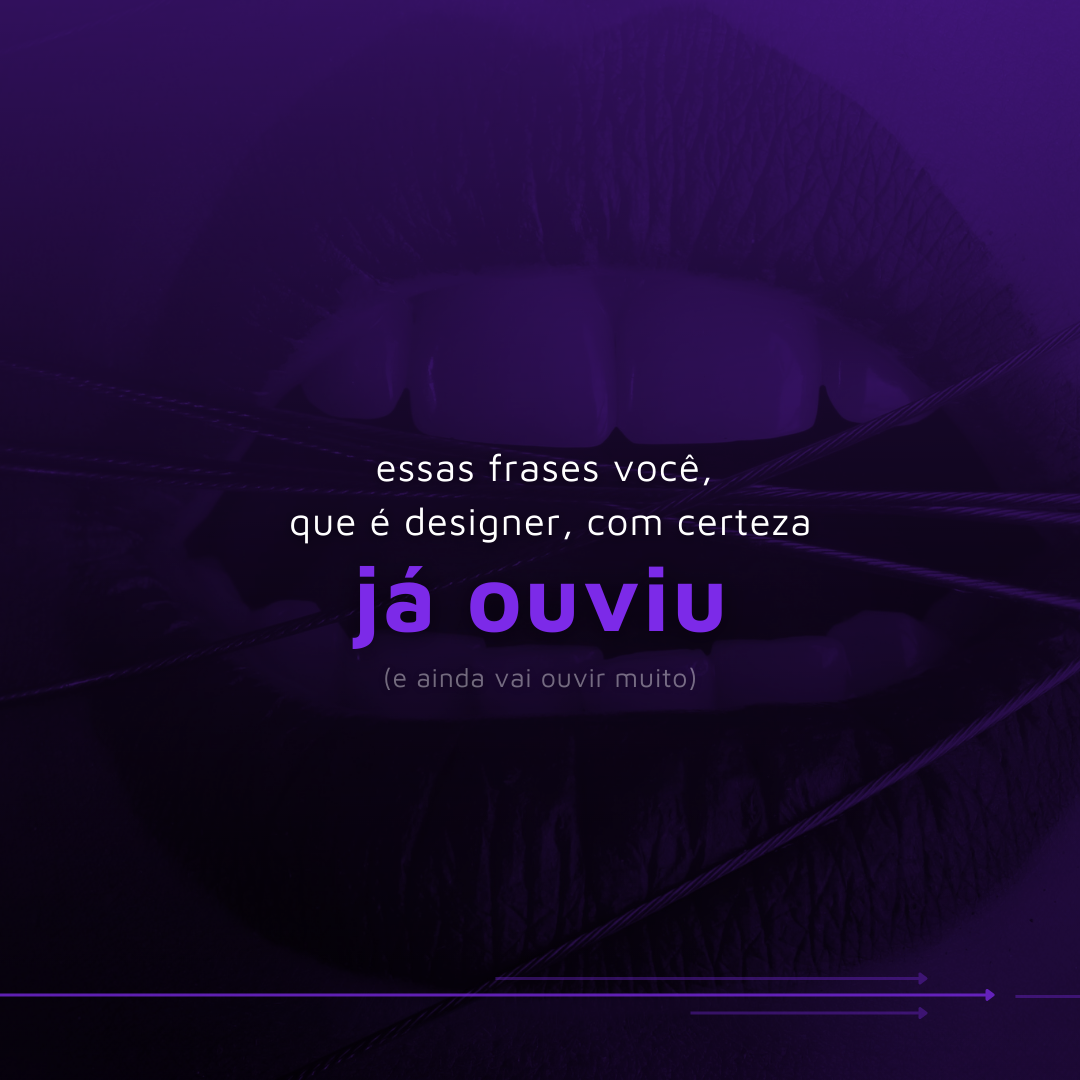 essas frases você,
que é designer, com certeza
já ouviu
(e ainda vai ouvir muito)